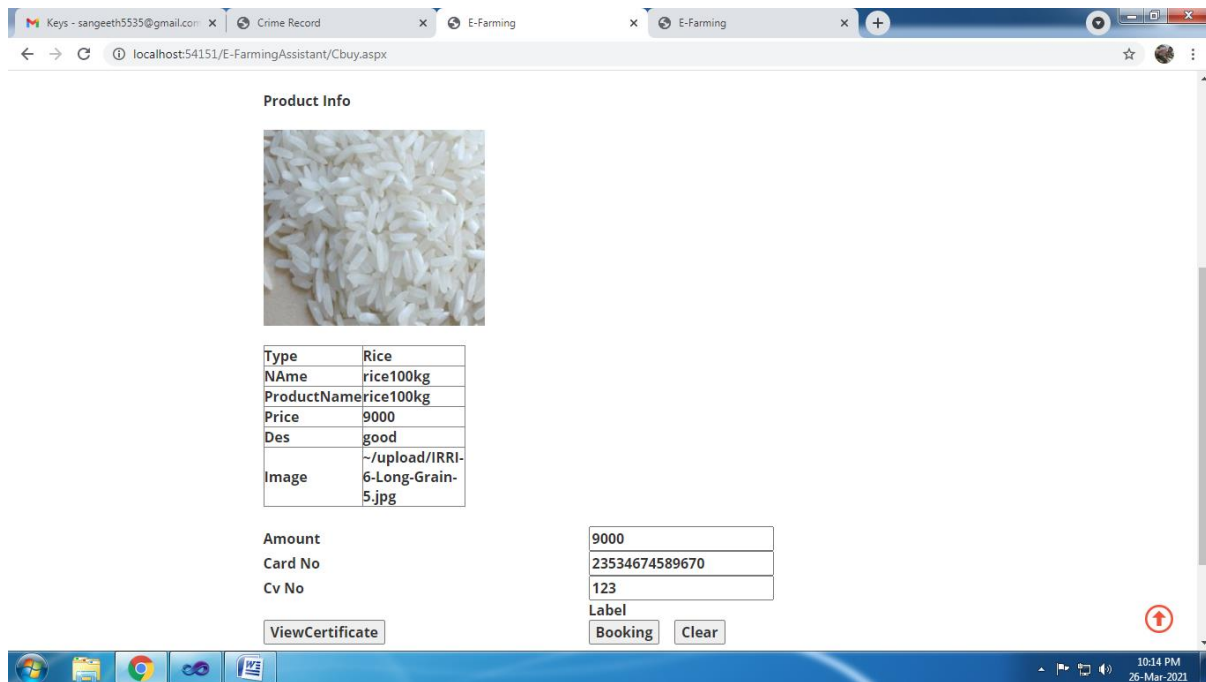 Keys - sangeeth5535@gmail.com
Crime Record
E-Farming
E-Farming
localhost:54151/E-FarmingAssistant/Cbuy.aspx
Product Info
Type Rice
NAme rice100kg
ProductName rice100kg
Price 9000
Des good
Image ~/upload/IRRI-
6-Long-Grain-
5.jpg
Amount 9000
Card No 23534674589670
Cv No 123
Label
ViewCertificate Booking Clear
10:14 PM
26-Mar-2021